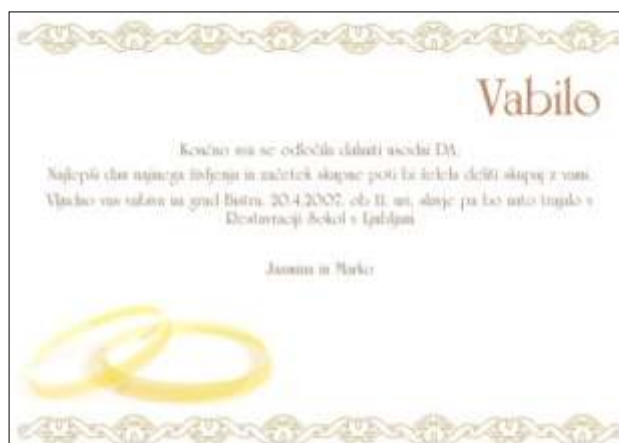 Vabilo
Končno sva se odločila dahniti usodni DA.
Najlepši dan najinega življenja in začetek skupne poti bi želela deliti skupaj z vami.
Vljudno vas vabiva na grad Bistra, 20.4.2007, ob 11. uri, slavje pa bo nato trajalo v
Restavraciji Sokol v Ljubljani
Jasmina in Marko